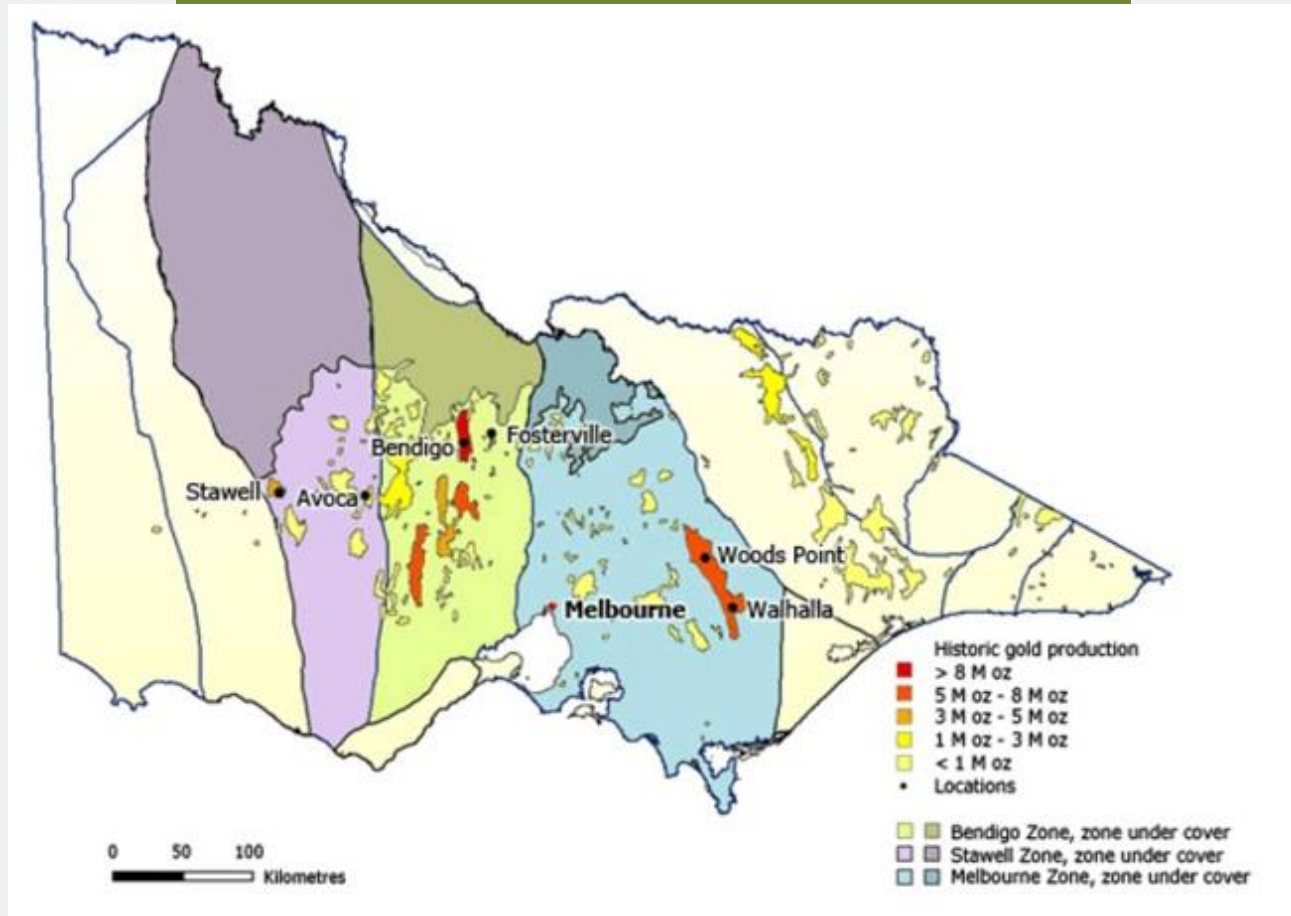 Fosterville
Bendigo
Stawell
Avoca
Woods Point
Melbourne
Walhalla
Historic gold production
> 8 M oz
5 M oz - 8 M oz
3 M oz - 5 M oz
1 M oz - 3 M oz
< 1 M oz
Locations
Bendigo Zone, zone under cover
Stawell Zone, zone under cover
Melbourne Zone, zone under cover
0 50 100
Kilometres